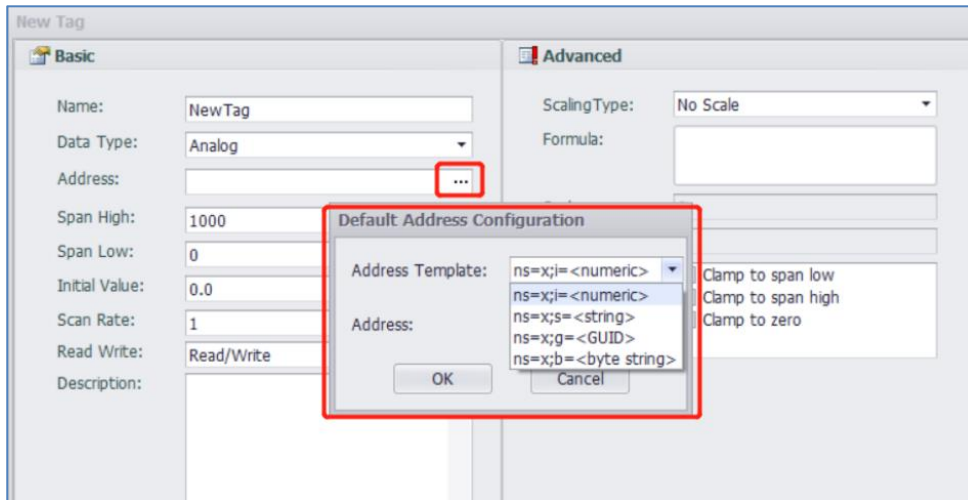 New Tag
Basic
Name:
NewTag
Data Type:
Analog
Address:
...
Span High:
1000
Span Low:
0
Initial Value:
0.0
Scan Rate:
1
Read Write:
Read/Write
Description:
Advanced
ScalingType:
No Scale
Formula:
Clamp to span low
Clamp to span high
Clamp to zero
Default Address Configuration
Address Template:
ns=x;i=<numeric>
ns=x;i=<numeric>
ns=x;s=<string>
ns=x;g=<GUID>
ns=x;b=<byte string>
Address:
OK
Cancel